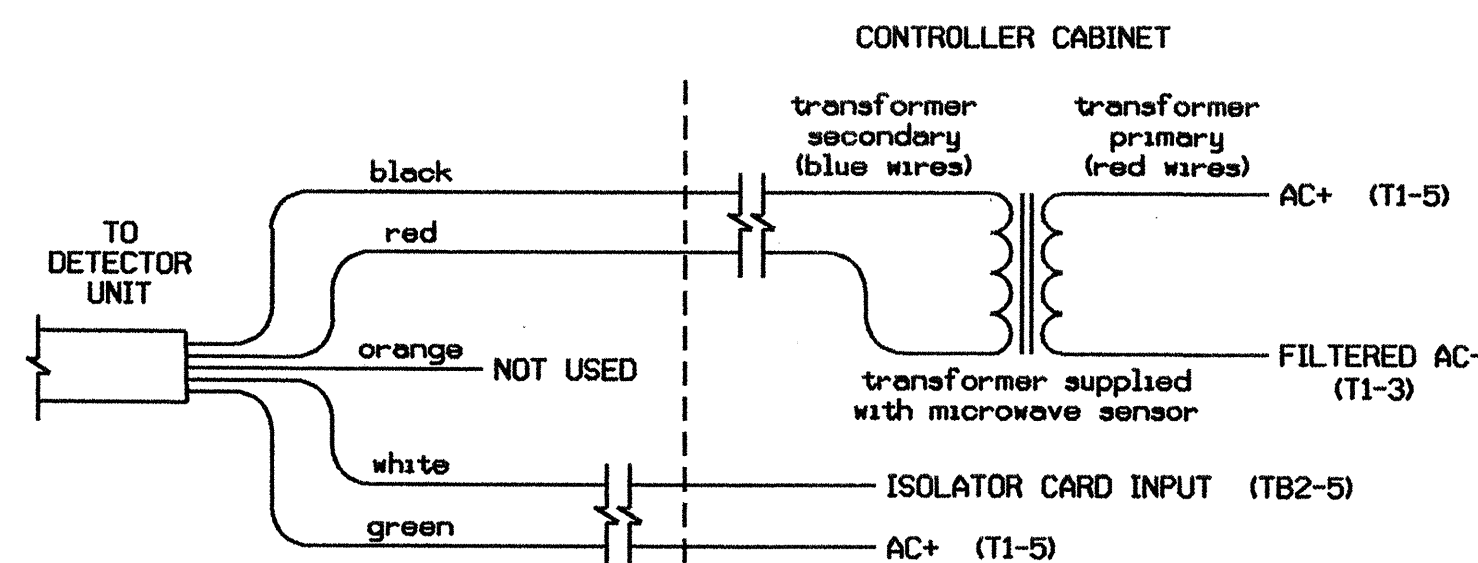 CONTROLLER CABINET
transformer
secondary
(blue wires)
transformer
primary
(red wires)
black
AC+ (T1-5)
red
TO
DETECTOR
UNIT
orange
NOT USED
FILTERED AC-
(T1-3)
transformer supplied
with microwave sensor
white
ISOLATOR CARD INPUT (TB2-5)
green
AC+ (T1-5)